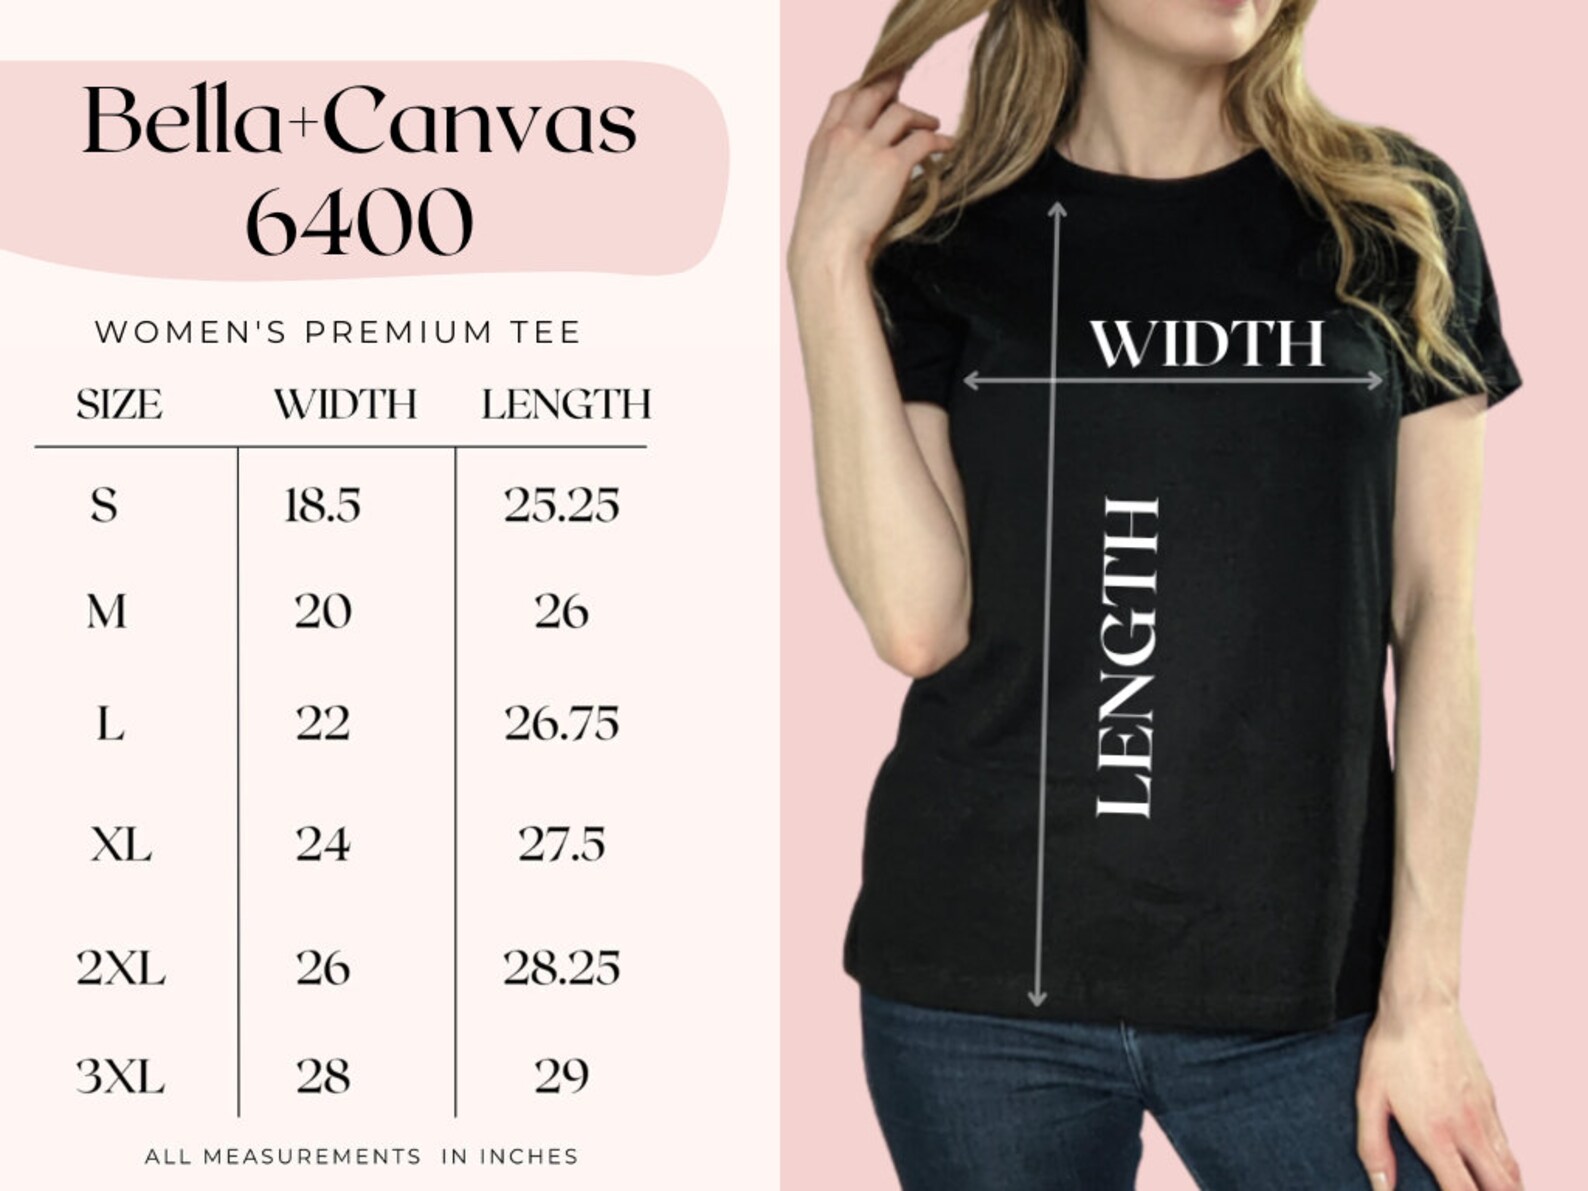 Bella+Canvas
6400
WOMEN'S PREMIUM TEE
SIZE WIDTH LENGTH
S 18.5 25.25
M 20 26
L 22 26.75
XL 24 27.5
2XL 26 28.25
3XL 28 29
ALL MEASUREMENTS IN INCHES
WIDTH
LENGTH